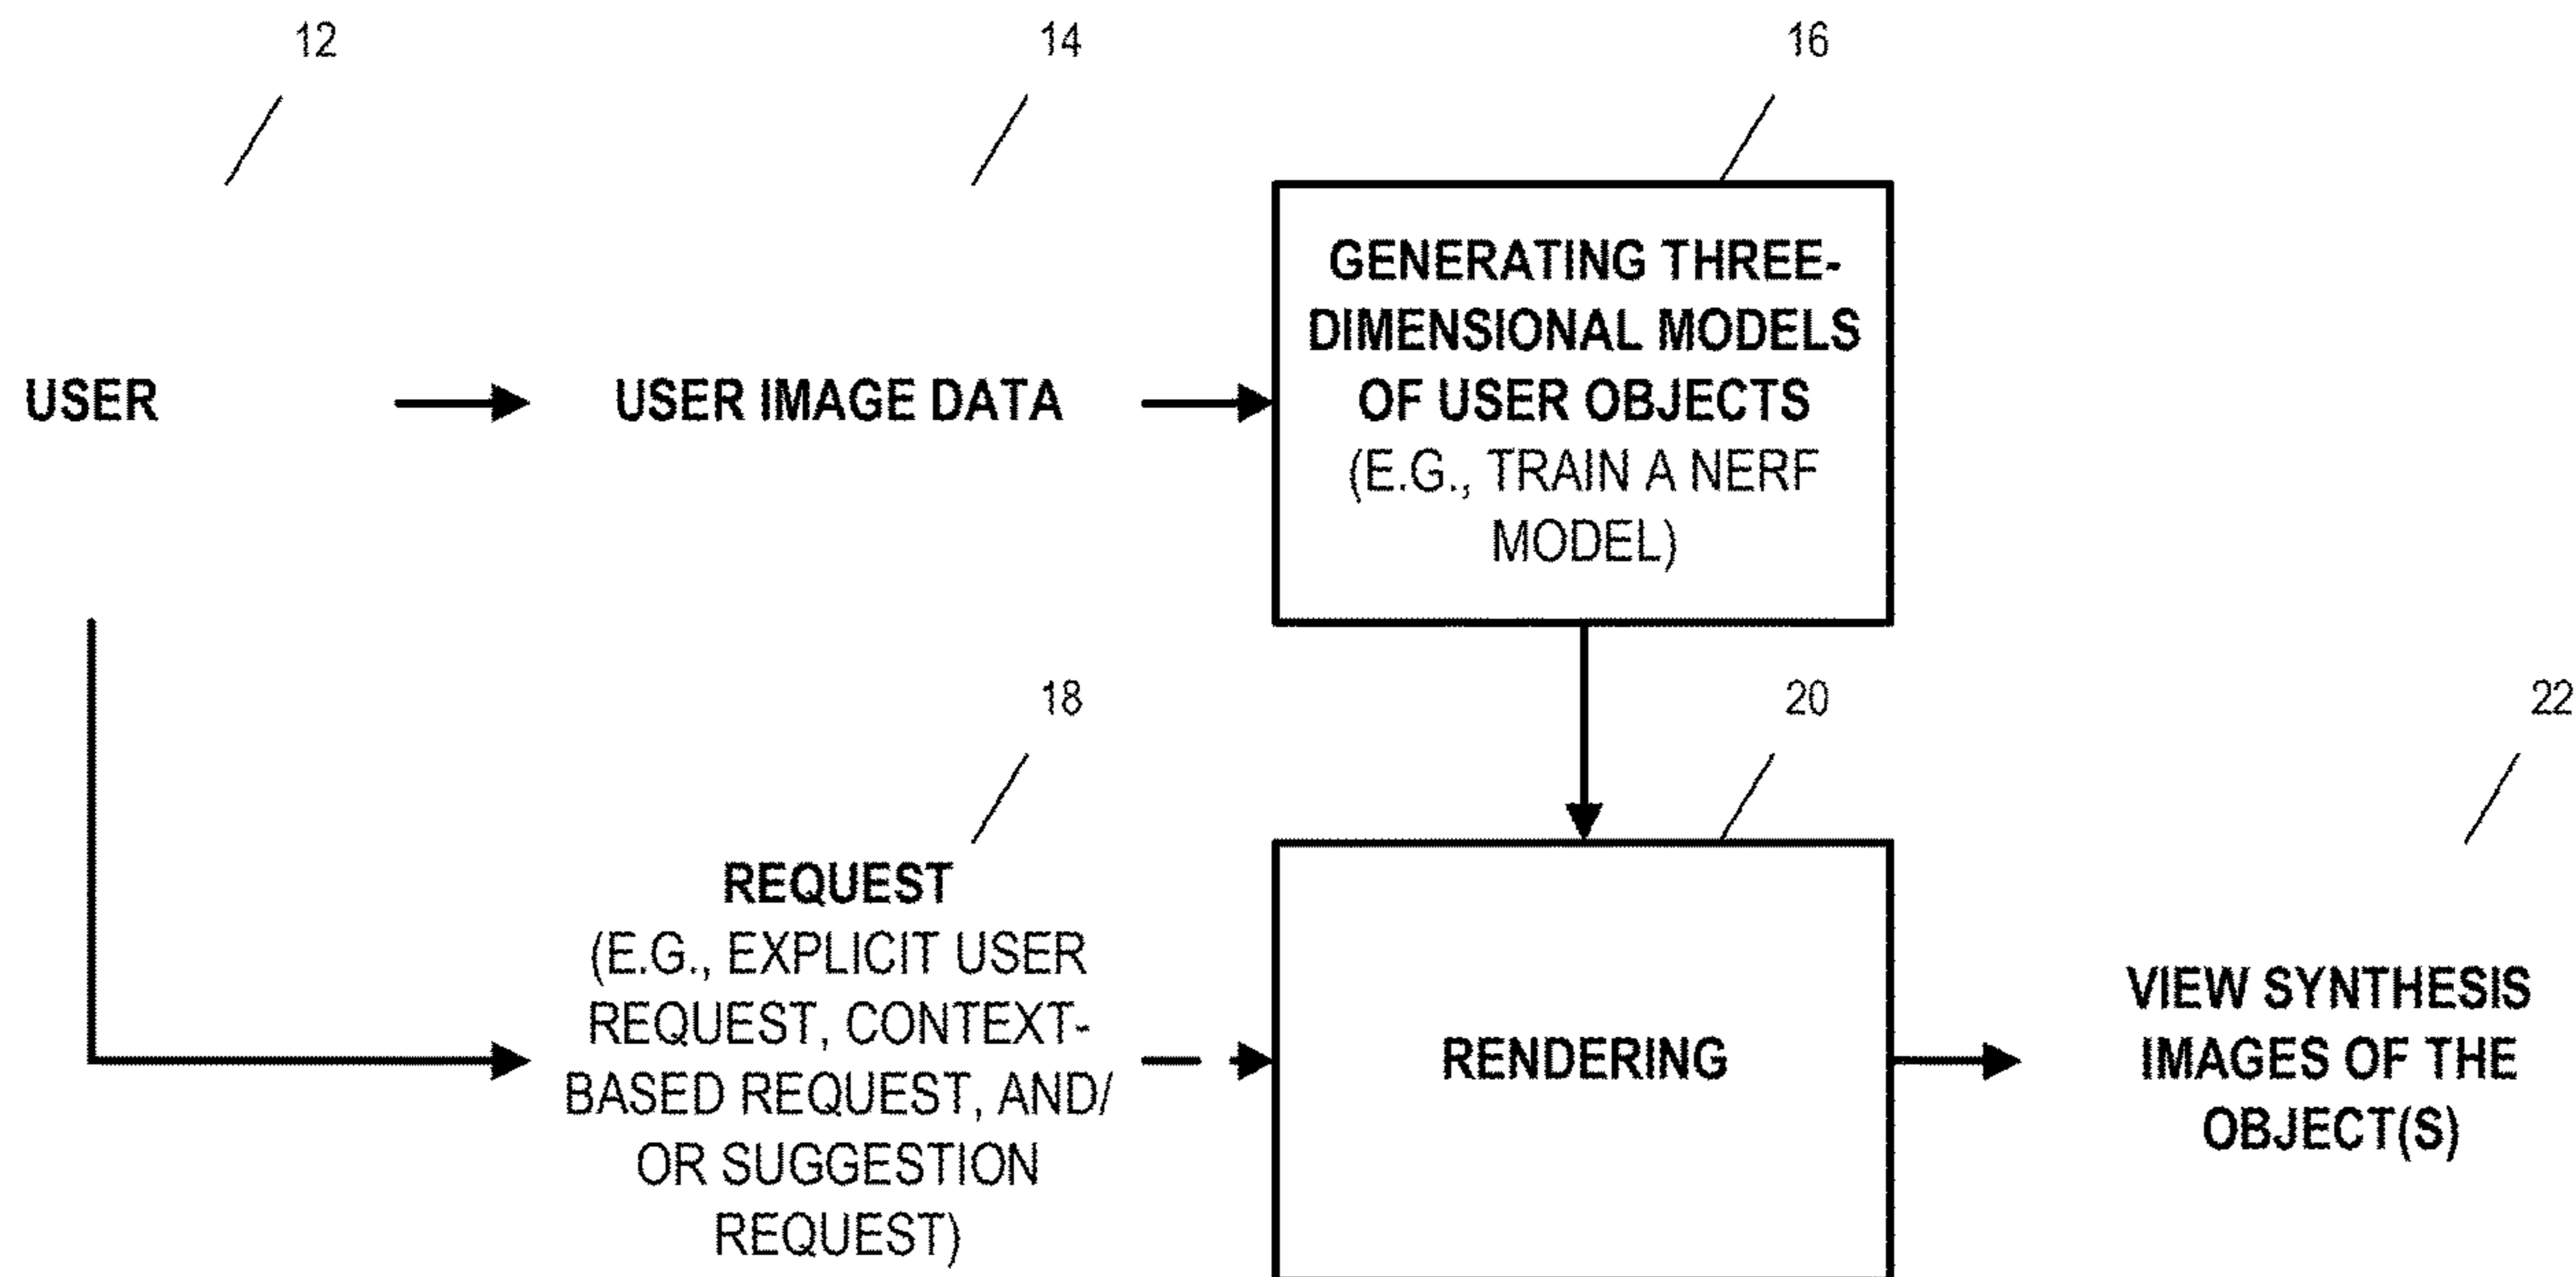 12
14
16
USER
USER IMAGE DATA
GENERATING THREE-
DIMENSIONAL MODELS
OF USER OBJECTS
(E.G., TRAIN A NERF
MODEL)
18
20
22
REQUEST
(E.G., EXPLICIT USER
REQUEST, CONTEXT-
BASED REQUEST, AND/
OR SUGGESTION
REQUEST)
RENDERING
VIEW SYNTHESIS
IMAGES OF THE
OBJECT(S)